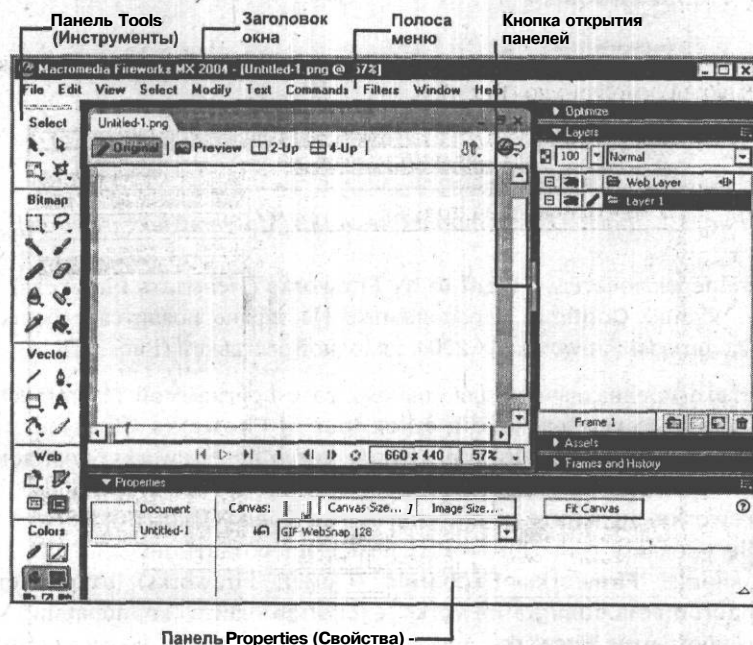 Панель Tools
(Инструменты)
Заголовок
окна
Полоса
меню
Кнопка открытия
панелей
Macromedia Fireworks MX 2004 - [Untitled-1.png @ 57%]
File Edit View Select Modify Text Commands Filters Window Help
Select
Bitmap
Vector
Web
Colors
Untitled-1.png
Original Preview 2-Up 4-Up
660 x 440 57%
Optimize
Layers
100 Normal
Web Layer
Layer 1
Frame 1
Assets
Frames and History
Properties
Document Canvas: Canvas Size... Image Size... Fit Canvas
Untitled-1 GIF WebSnap 128
Панель Properties (Свойства)